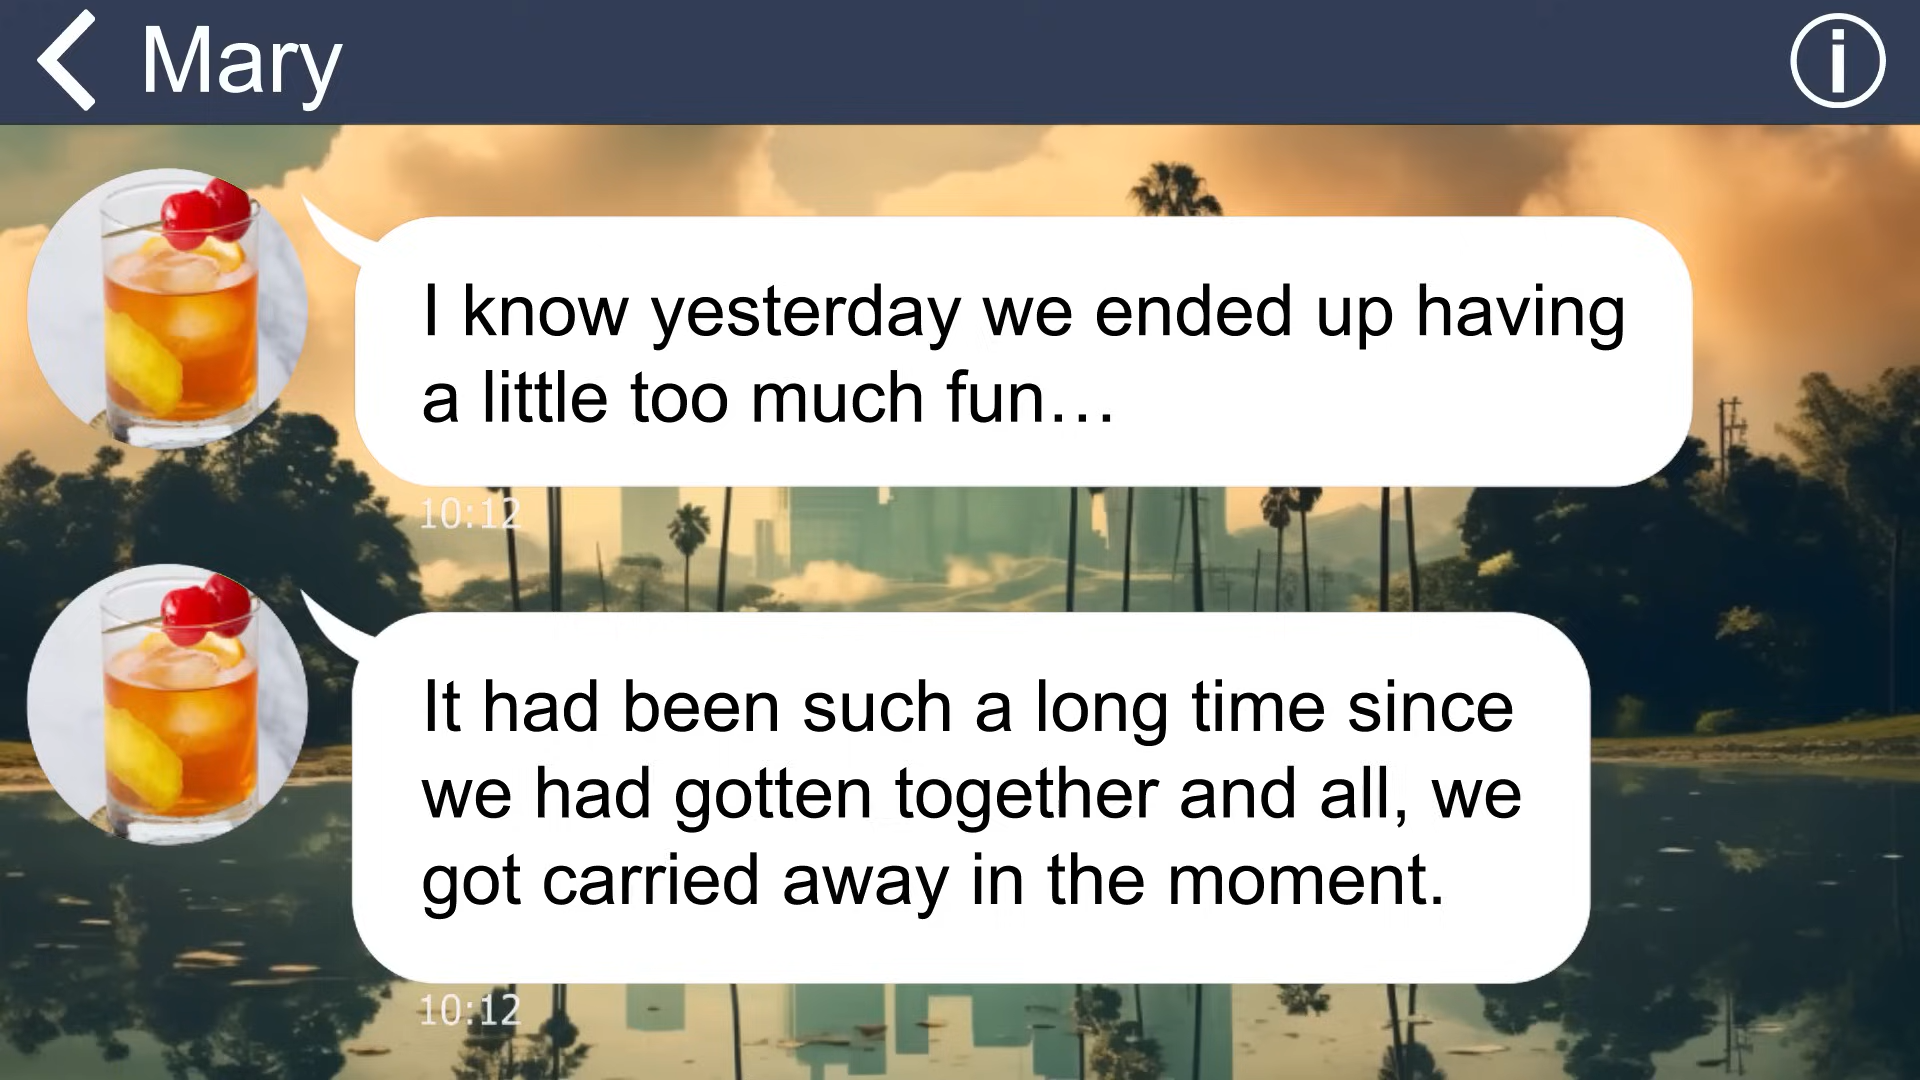 Mary
I know yesterday we ended up having
a little too much fun…
10:12
It had been such a long time since
we had gotten together and all, we
got carried away in the moment.
10:12